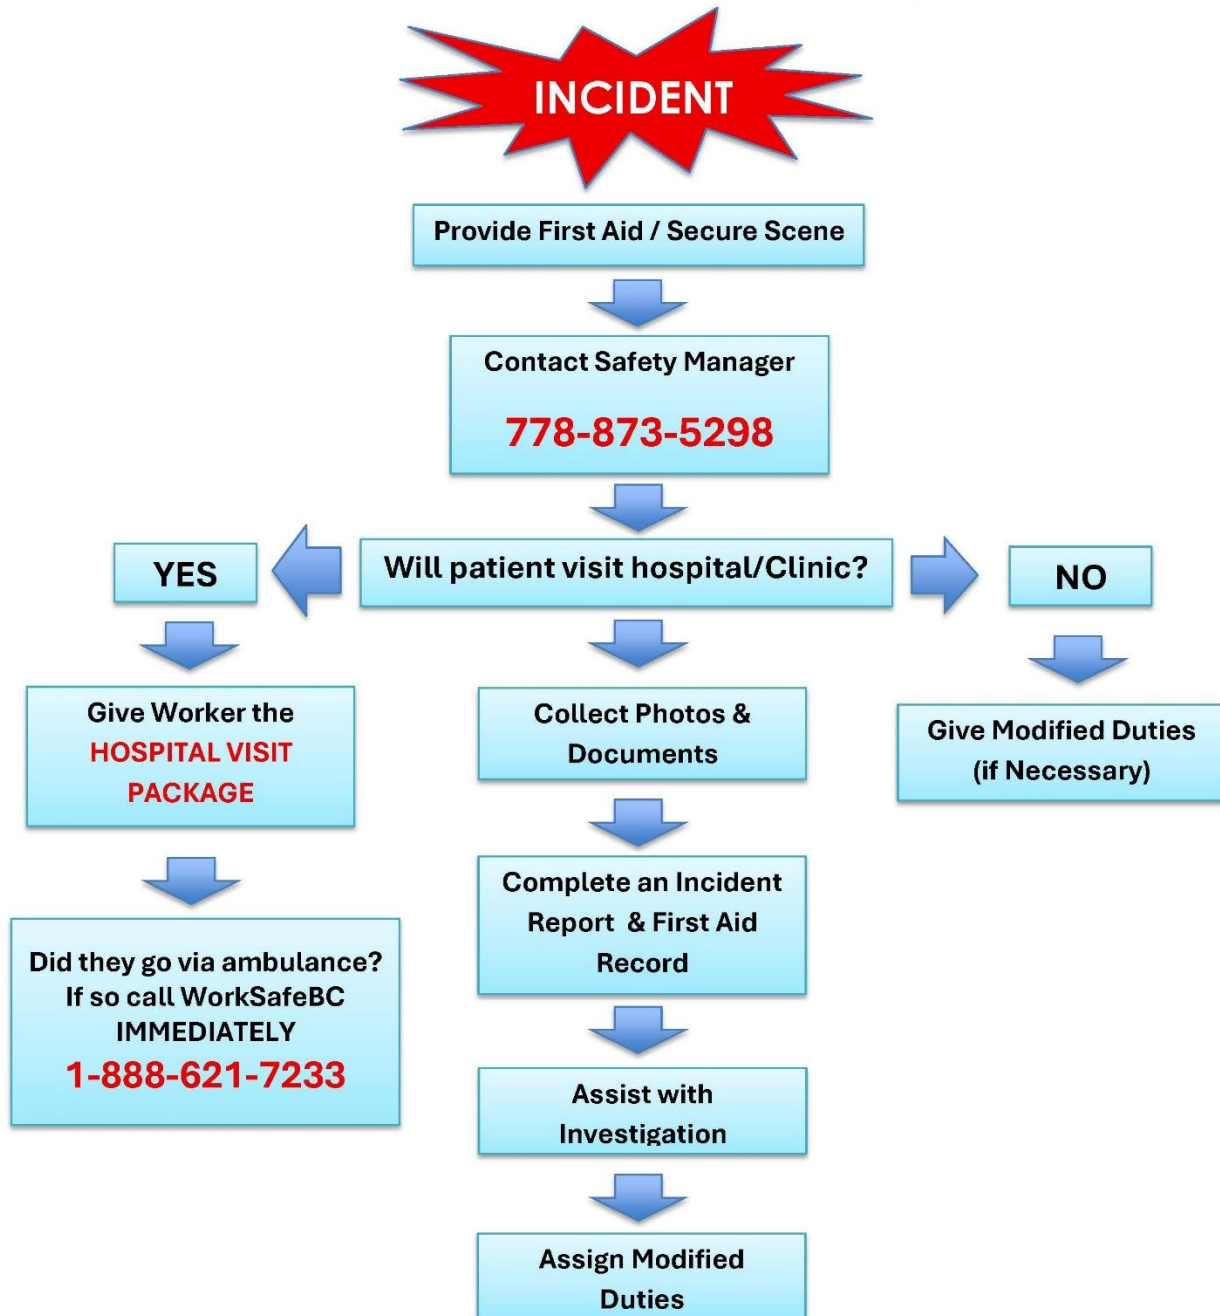 INCIDENT
Provide First Aid / Secure Scene
Contact Safety Manager
778-873-5298
YES
Will patient visit hospital/Clinic?
NO
Give Worker the
HOSPITAL VISIT
PACKAGE
Collect Photos &
Documents
Give Modified Duties
(if Necessary)
Did they go via ambulance?
If so call WorkSafeBC
IMMEDIATELY
1-888-621-7233
Complete an Incident
Report & First Aid
Record
Assist with
Investigation
Assign Modified
Duties